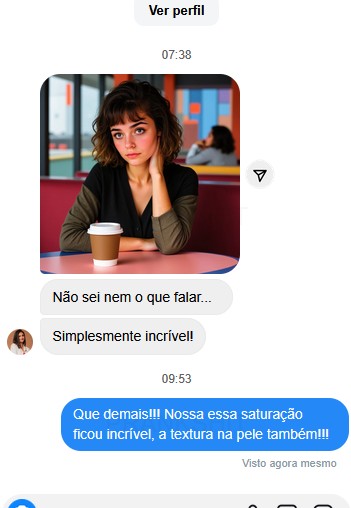 Ver perfil
07:38
Não sei nem o que falar...
Simplesmente incrível!
09:53
Que demais!!! Nossa essa saturação
ficou incrível, a textura na pele também!!!
Visto agora mesmo